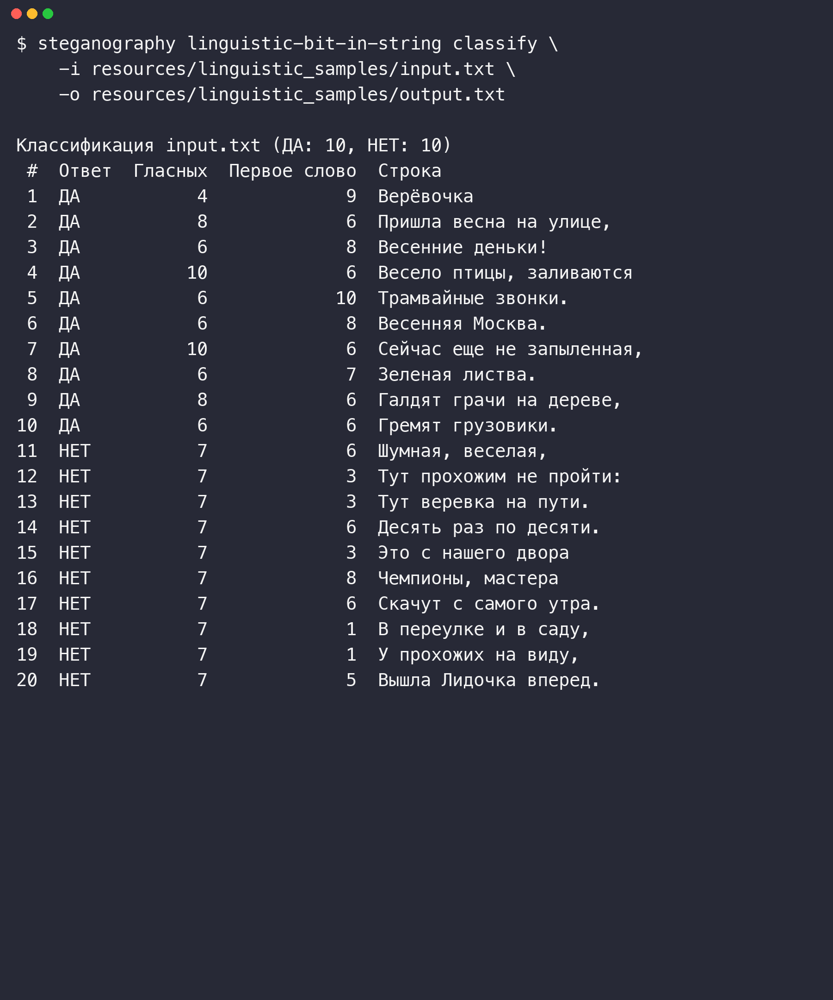 $ steganography linguistic-bit-in-string classify \
    -i resources/linguistic_samples/input.txt \
    -o resources/linguistic_samples/output.txt

Классификация input.txt (ДА: 10, НЕТ: 10)
 #  Ответ  Гласных  Первое слово  Строка
 1  ДА           4             9  Верёвочка
 2  ДА           8             6  Пришла весна на улице,
 3  ДА           6             8  Весенние деньки!
 4  ДА          10             6  Весело птицы, заливаются
 5  ДА           6            10  Трамвайные звонки.
 6  ДА           6             8  Весенняя Москва.
 7  ДА          10             6  Сейчас еще не запыленная,
 8  ДА           6             7  Зеленая листва.
 9  ДА           8             6  Галдят грачи на дереве,
10  ДА           6             6  Гремят грузовики.
11  НЕТ          7             6  Шумная, веселая,
12  НЕТ          7             3  Тут прохожим не пройти:
13  НЕТ          7             3  Тут веревка на пути.
14  НЕТ          7             6  Десять раз по десяти.
15  НЕТ          7             3  Это с нашего двора
16  НЕТ          7             8  Чемпионы, мастера
17  НЕТ          7             6  Скачут с самого утра.
18  НЕТ          7             1  В переулке и в саду,
19  НЕТ          7             1  У прохожих на виду,
20  НЕТ          7             5  Вышла Лидочка вперед.